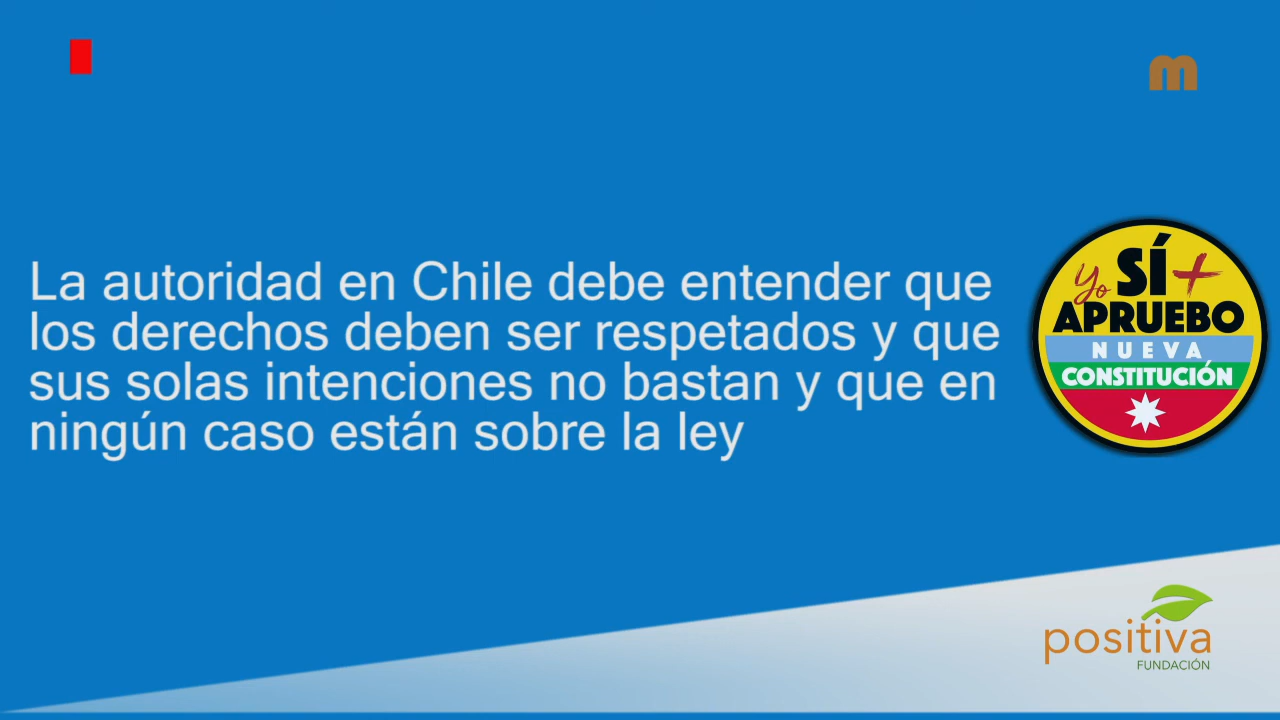 m
La autoridad en Chile debe entender que
los derechos deben ser respetados y que
sus solas intenciones no bastan y que en
ningún caso están sobre la ley
yo SÍ +
APRUEBO
NUEVA
CONSTITUCIÓN
positiva
FUNDACIÓN